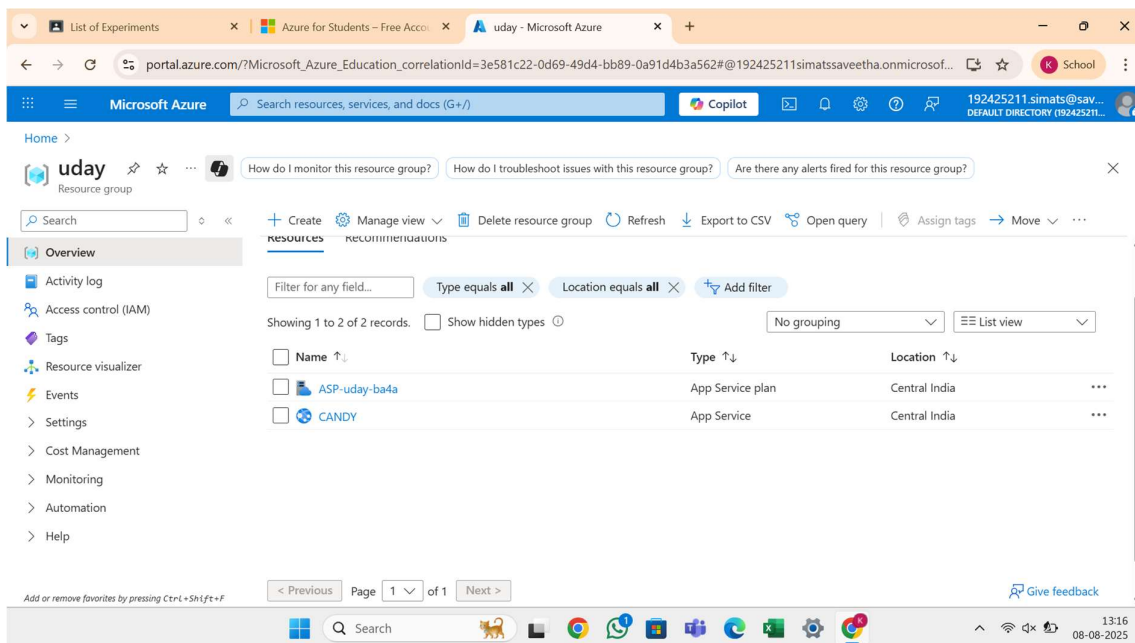 List of Experiments
Azure for Students – Free Accou
uday - Microsoft Azure
portal.azure.com/?Microsoft_Azure_Education_correlationId=3e581c22-0d69-49d4-bb89-0a91d4b3a562#@192425211simatssaveetha.onmicrosof...
K School
Microsoft Azure
Search resources, services, and docs (G+/)
Copilot
192425211.simats@sav...
DEFAULT DIRECTORY (192425211...
Home >
uday
Resource group
How do I monitor this resource group?
How do I troubleshoot issues with this resource group?
Are there any alerts fired for this resource group?
Search
+ Create Manage view Delete resource group Refresh Export to CSV Open query Assign tags Move ...
Resources Recommendations
Overview
Activity log
Access control (IAM)
Tags
Resource visualizer
Events
Settings
Cost Management
Monitoring
Automation
Help
Add or remove favorites by pressing Ctrl+Shift+F
Filter for any field...
Type equals all
Location equals all
Add filter
Showing 1 to 2 of 2 records.
Show hidden types
No grouping
List view
Name Type Location
ASP-uday-ba4a App Service plan Central India
CANDY App Service Central India
< Previous Page 1 of 1 Next >
Give feedback
Search
1
K
13:16